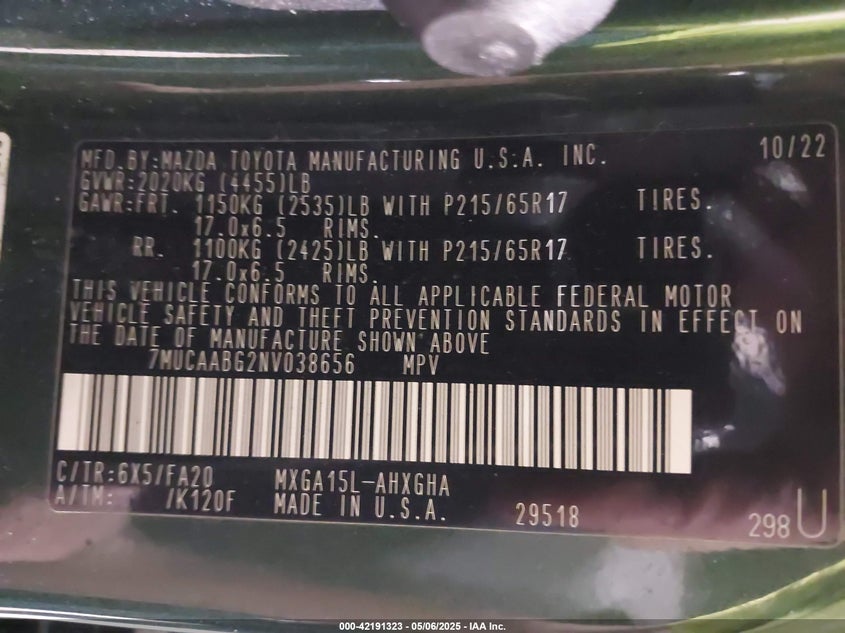 MFD.BY:MAZDA TOYOTA MANUFACTURING U.S.A. INC. 10/22
GVWR:2020KG (4455)LB
GAWR:FRT. 1150KG (2535)LB WITH P215/65R17 TIRES.
17.0x6.5 RIMS.
RR. 1100KG (2425)LB WITH P215/65R17 TIRES.
17.0x6.5 RIMS.
THIS VEHICLE CONFORMS TO ALL APPLICABLE FEDERAL MOTOR
VEHICLE SAFETY AND THEFT PREVENTION STANDARDS IN EFFECT ON
THE DATE OF MANUFACTURE SHOWN ABOVE
7MUCAABG2NV038656 MPV
C/TR:6X5/FA20 MXGA15L-AHXGHA
A/TM: /K120F MADE IN U.S.A. 29518
298U
000-42191323 - 05/06/2025 - IAA Inc.